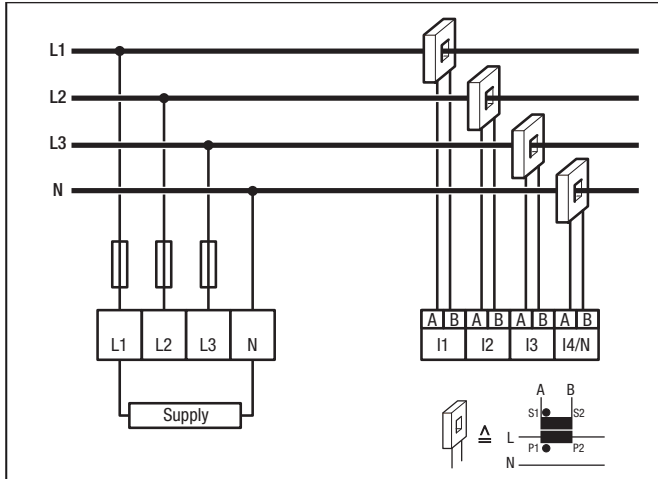 L1
L2
L3
N
L1 L2 L3 N
A B A B A B A B
I1 I2 I3 I4/N
Supply
A B
S1 S2
≙
L
P1 P2
N